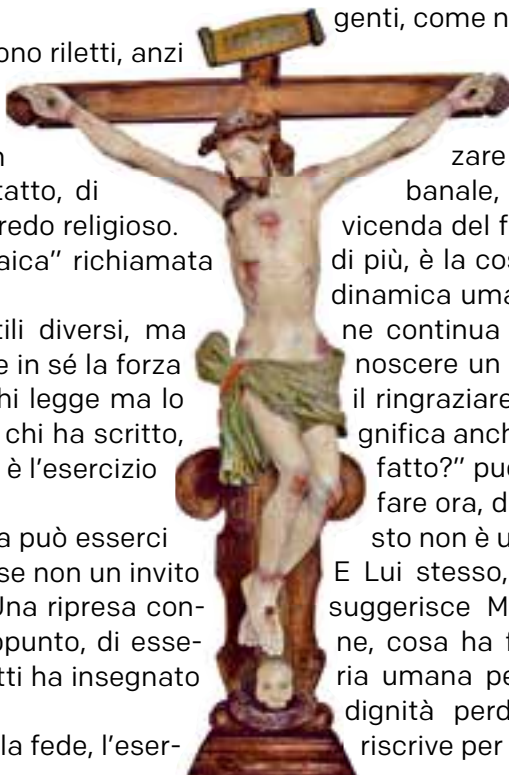 ono riletti, anzi
n
tatto, di
redo religioso.
aica” richiamata
tili diversi, ma
e in sé la forza
hi legge ma lo
chi ha scritto,
è l’esercizio
a può esserci
se non un invito
Una ripresa con-
ppunto, di esse-
tti ha insegnato
la fede, l’eser-
genti, come n
zare
banale,
vicenda del f
di più, è la cos
dinamica uma
ne continua
noscere un
il ringraziare
gnifica anch
fatto?” può
fare ora, d
sto non è u
E Lui stesso,
suggerisce M
ne, cosa ha f
ria umana pe
dignità perd
riscrive per